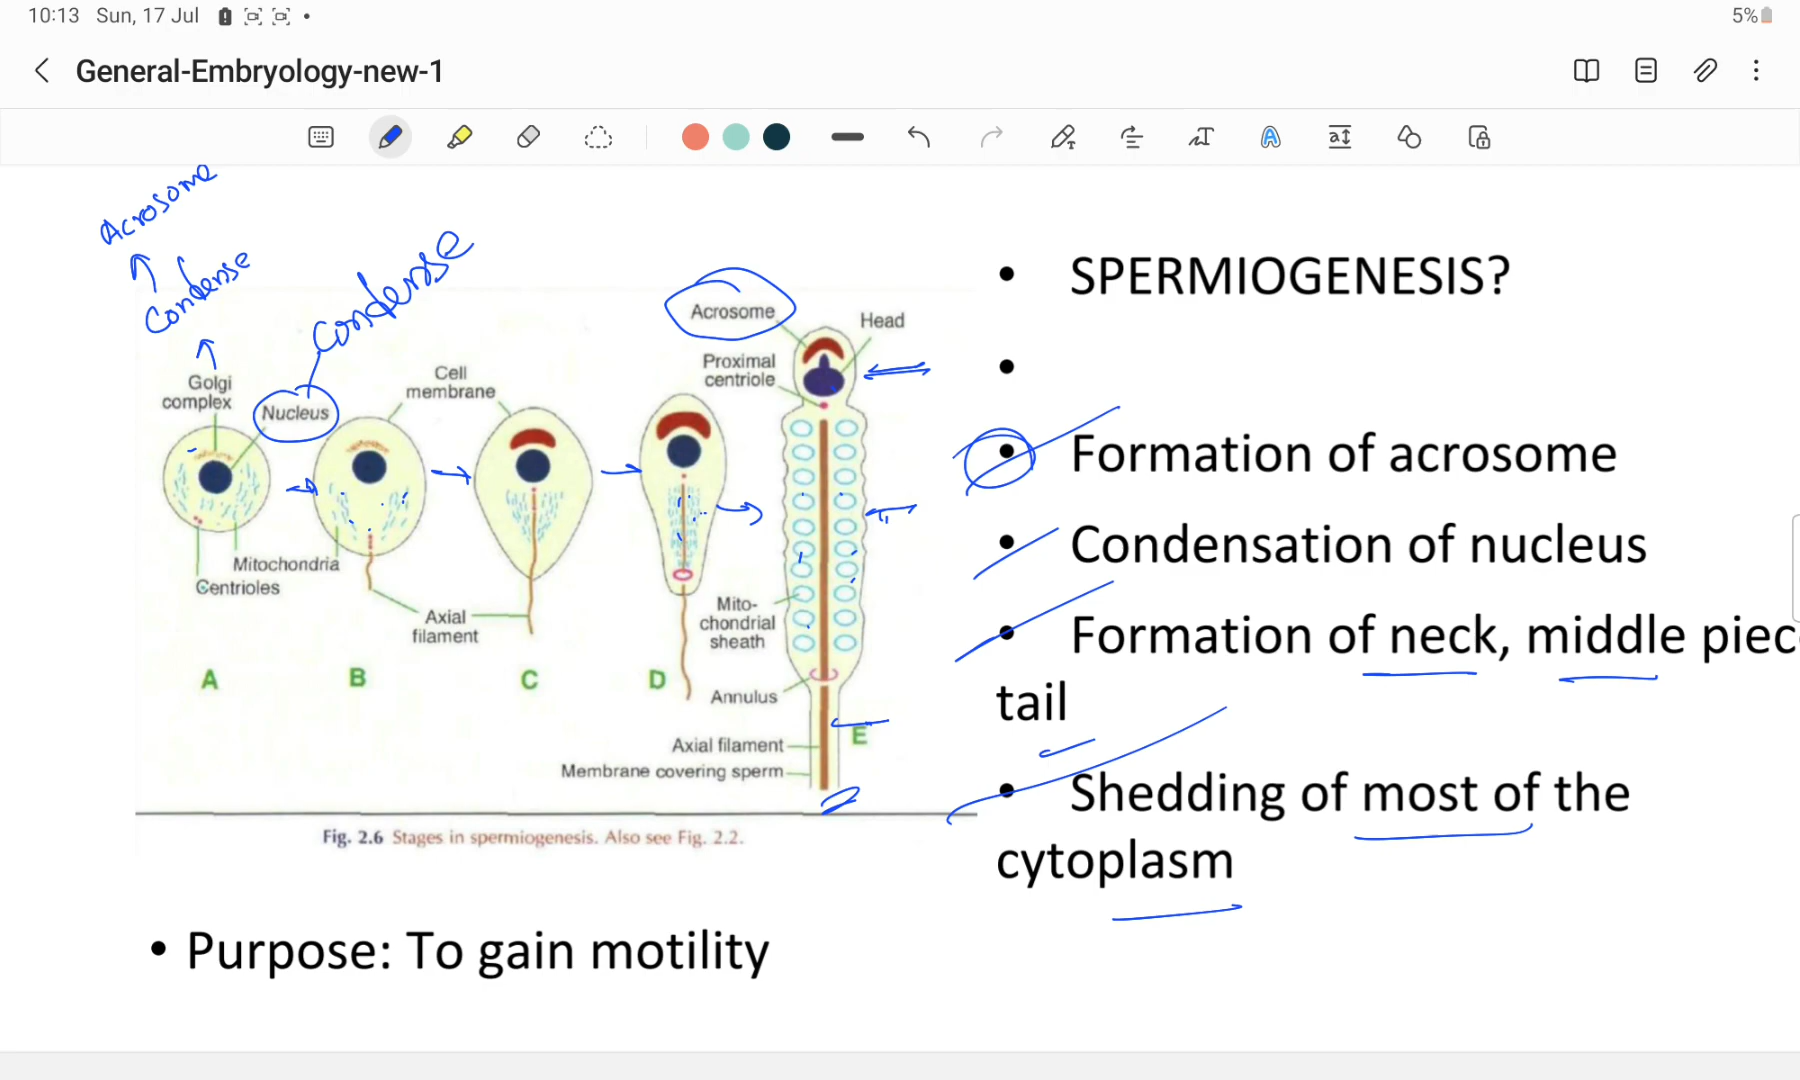 10:13 Sun, 17 Jul
5%
General-Embryology-new-1
Acrosome
Condense
Condense
Golgi
complex
Nucleus
Cell
membrane
Acrosome
Head
Proximal
centriole
Mitochondria
Centrioles
Axial
filament
Mito-
chondrial
sheath
Annulus
Axial filament
Membrane covering sperm
A
B
C
D
E
Fig. 2.6 Stages in spermiogenesis. Also see Fig. 2.2.
• Purpose: To gain motility
• SPERMIOGENESIS?
•
• Formation of acrosome
• Condensation of nucleus
• Formation of neck, middle piec
tail
• Shedding of most of the
cytoplasm